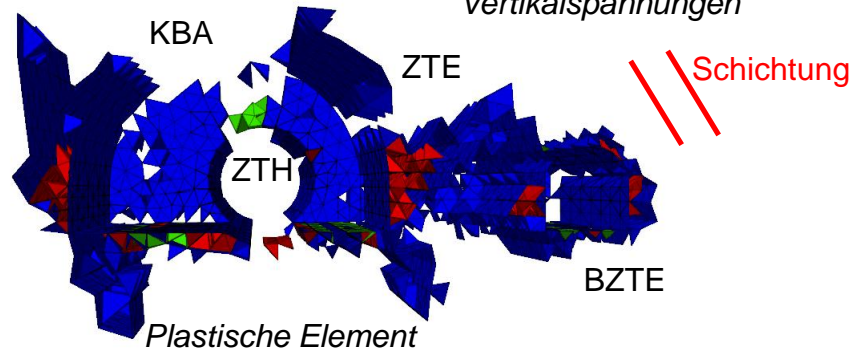 Vertikalspannungen
KBA
ZTE
Schichtung
ZTH
BZTE
Plastische Element